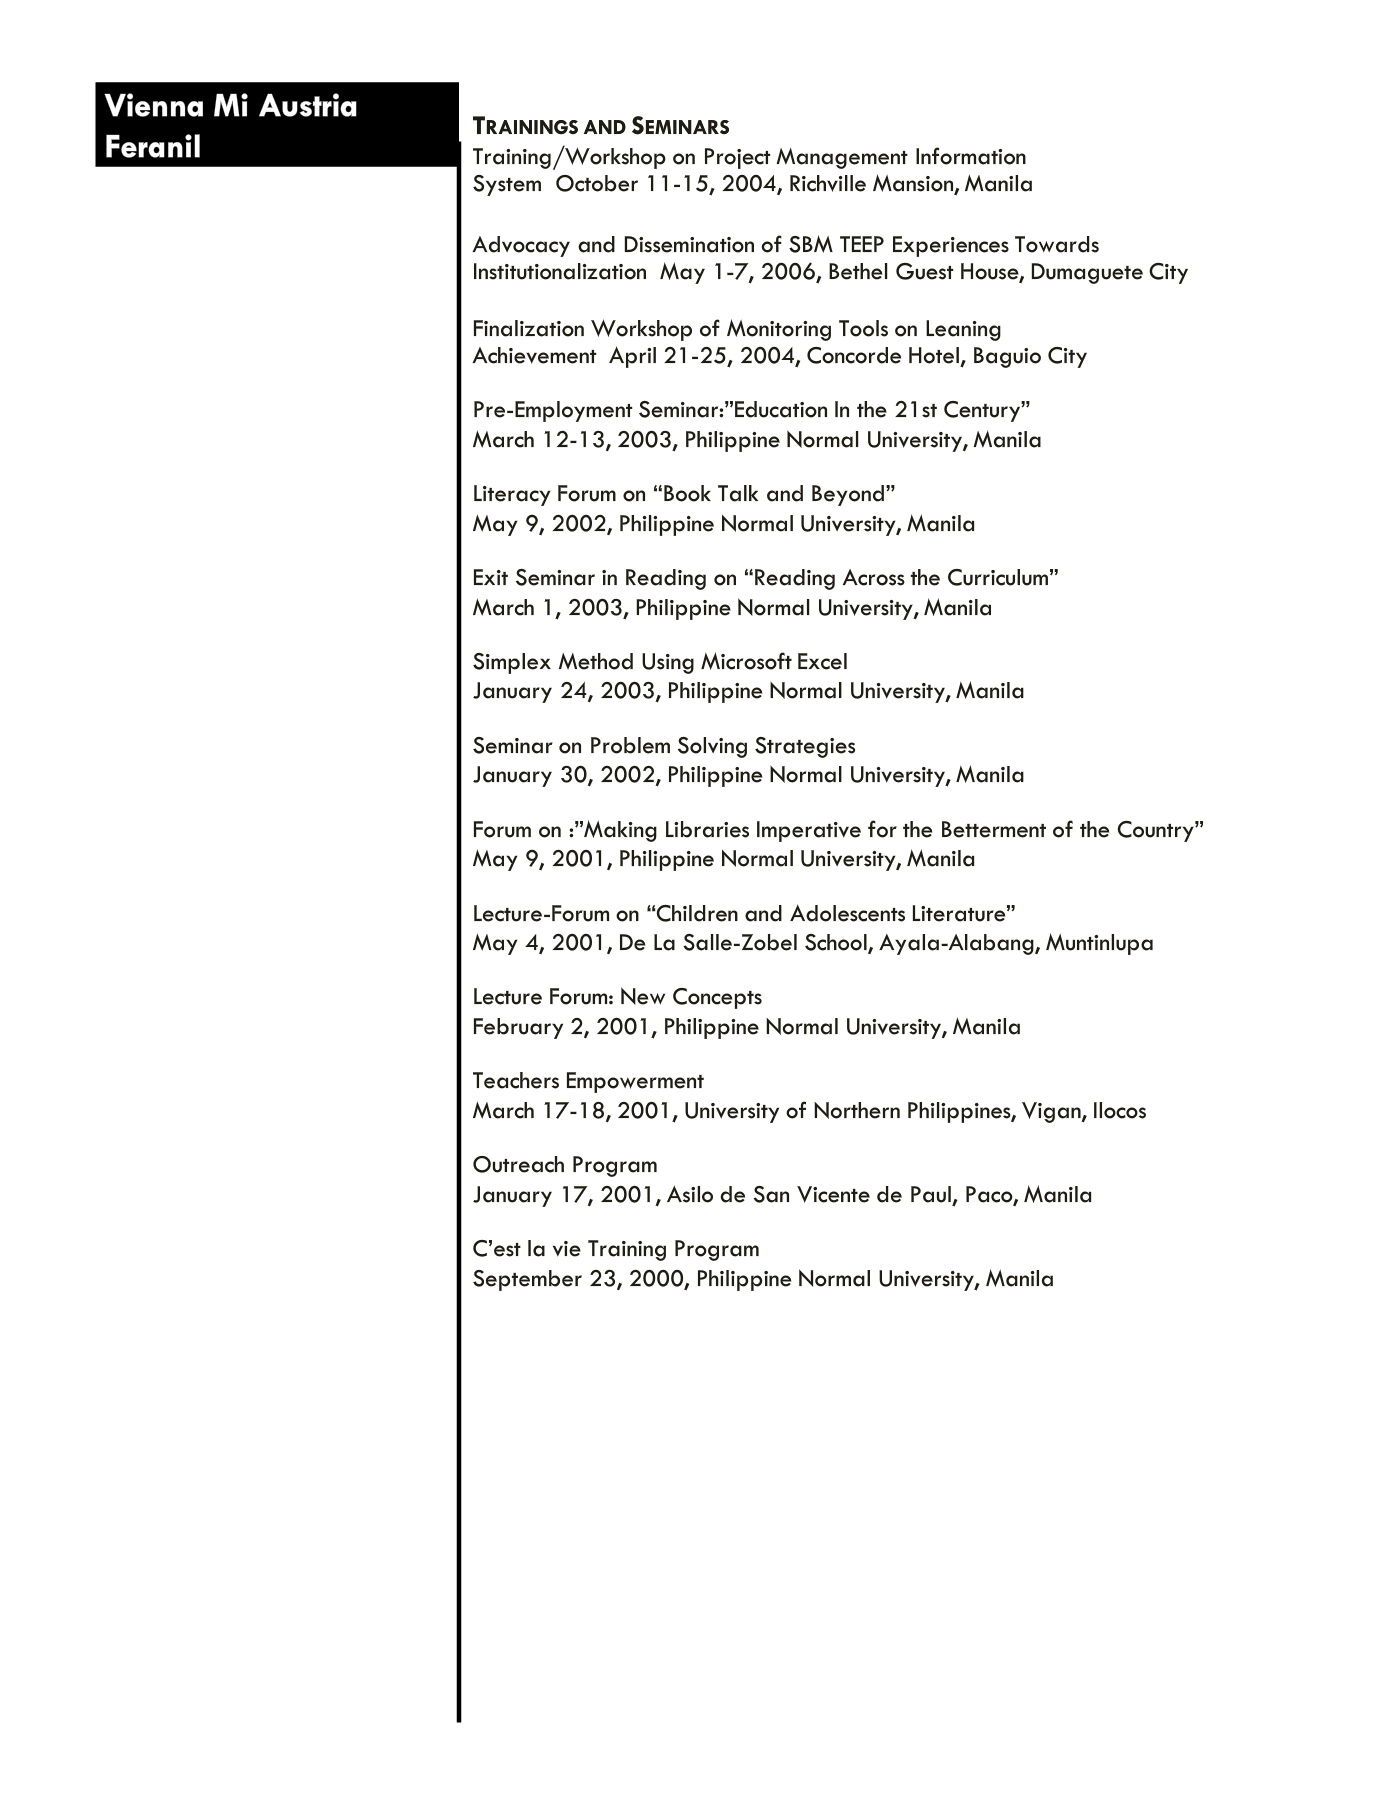 Vienna Mi Austria
Feranil
TRAININGS AND SEMINARS
Training/Workshop on Project Management Information
System  October 11-15, 2004, Richville Mansion, Manila
Advocacy and Dissemination of SBM TEEP Experiences Towards
Institutionalization  May 1-7, 2006, Bethel Guest House, Dumaguete City
Finalization Workshop of Monitoring Tools on Leaning
Achievement  April 21-25, 2004, Concorde Hotel, Baguio City
Pre-Employment Seminar:”Education In the 21st Century”
March 12-13, 2003, Philippine Normal University, Manila
Literacy Forum on “Book Talk and Beyond”
May 9, 2002, Philippine Normal University, Manila
Exit Seminar in Reading on “Reading Across the Curriculum”
March 1, 2003, Philippine Normal University, Manila
Simplex Method Using Microsoft Excel
January 24, 2003, Philippine Normal University, Manila
Seminar on Problem Solving Strategies
January 30, 2002, Philippine Normal University, Manila
Forum on :”Making Libraries Imperative for the Betterment of the Country”
May 9, 2001, Philippine Normal University, Manila
Lecture-Forum on “Children and Adolescents Literature”
May 4, 2001, De La Salle-Zobel School, Ayala-Alabang, Muntinlupa
Lecture Forum: New Concepts
February 2, 2001, Philippine Normal University, Manila
Teachers Empowerment
March 17-18, 2001, University of Northern Philippines, Vigan, Ilocos
Outreach Program
January 17, 2001, Asilo de San Vicente de Paul, Paco, Manila
C’est la vie Training Program
September 23, 2000, Philippine Normal University, Manila